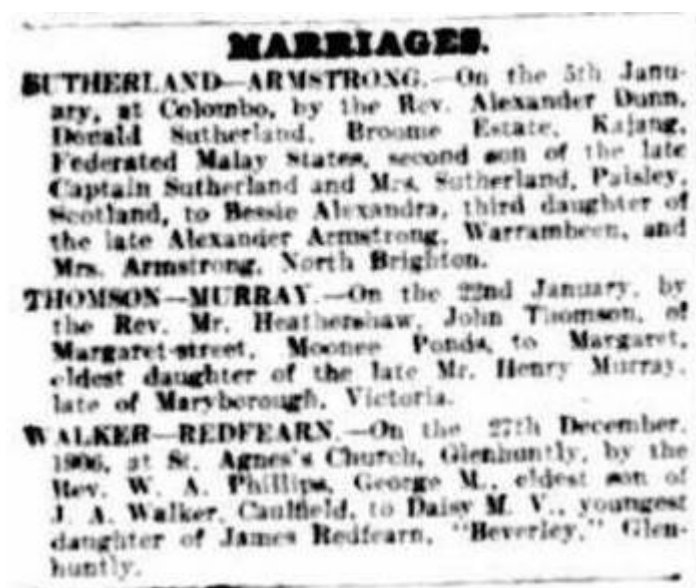 MARRIAGES.
SUTHERLAND—ARMSTRONG.—On the 5th Janu-
ary, at Colombo, by the Rev. Alexander Dunn,
Donald Sutherland, Broome Estate, Kajang,
Federated Malay States, second son of the late
Captain Sutherland and Mrs. Sutherland, Paisley,
Scotland, to Bessie Alexandra, third daughter of
the late Alexander Armstrong, Warrambeen, and
Mrs. Armstrong, North Brighton.
THOMSON—MURRAY.—On the 22nd January, by
the Rev. Mr. Heathershaw, John Thomson, of
Margaret-street, Moonee Ponds, to Margaret,
eldest daughter of the late Mr. Henry Murray,
late of Maryborough, Victoria.
WALKER—REDFEARN.—On the 27th December,
1906, at St. Agnes's Church, Glenhuntly, by the
Rev. W. A. Phillips, George M., eldest son of
J. A. Walker, Caulfield, to Daisy M. V., youngest
daughter of James Redfearn, "Beverley," Glen-
huntly.